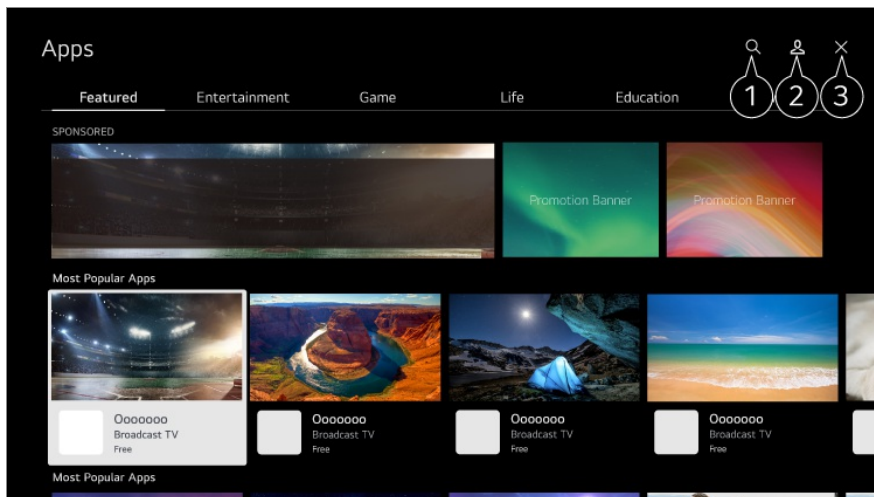 Apps
1 2 3
Featured Entertainment Game Life Education
SPONSORED
Promotion Banner Promotion Banner
Most Popular Apps
Ooooooo Ooooooo Ooooooo Ooooooo
Broadcast TV Broadcast TV Broadcast TV Broadcast TV
Free Free Free Free
Most Popular Apps